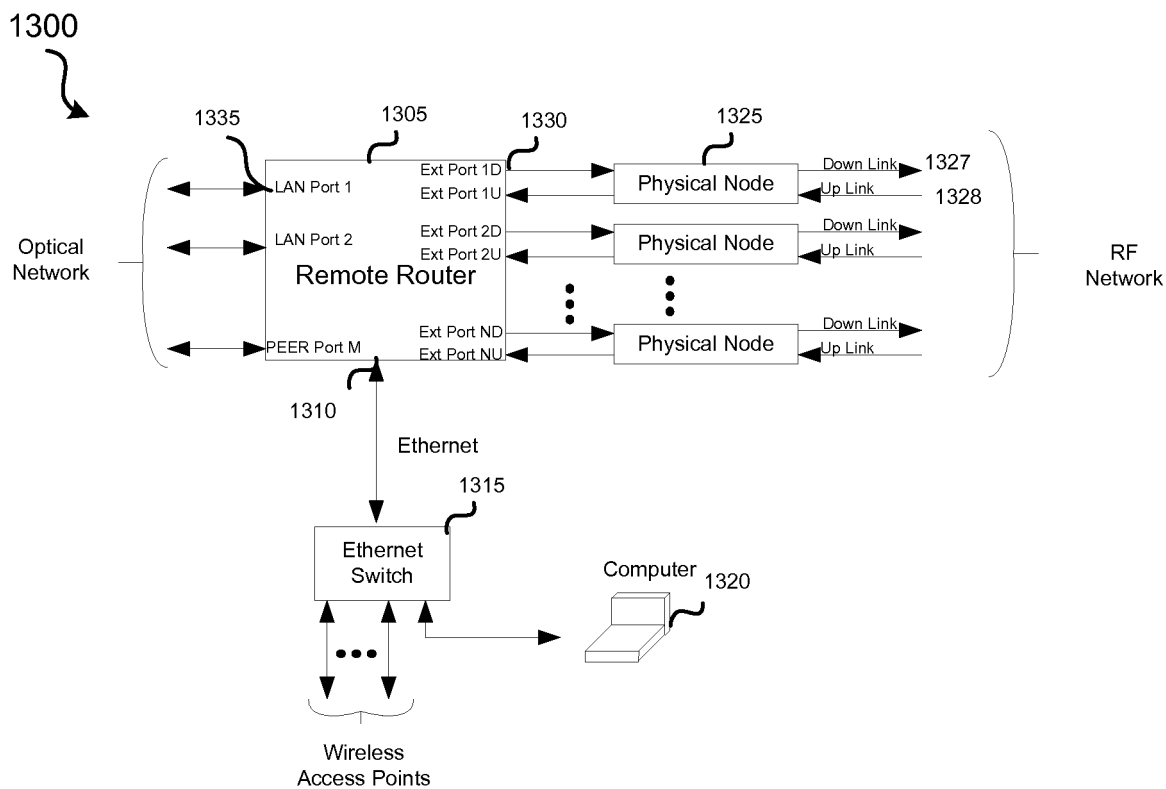 1300
1335
1305
1330
1325
LAN Port 1
Ext Port 1D
Physical Node
Down Link
1327
Ext Port 1U
Up Link
1328
LAN Port 2
Ext Port 2D
Physical Node
Down Link
Ext Port 2U
Up Link
Optical
Network
Remote Router
RF
Network
Ext Port ND
Physical Node
Down Link
PEER Port M
Ext Port NU
Up Link
1310
Ethernet
1315
Ethernet
Switch
Computer
1320
Wireless
Access Points